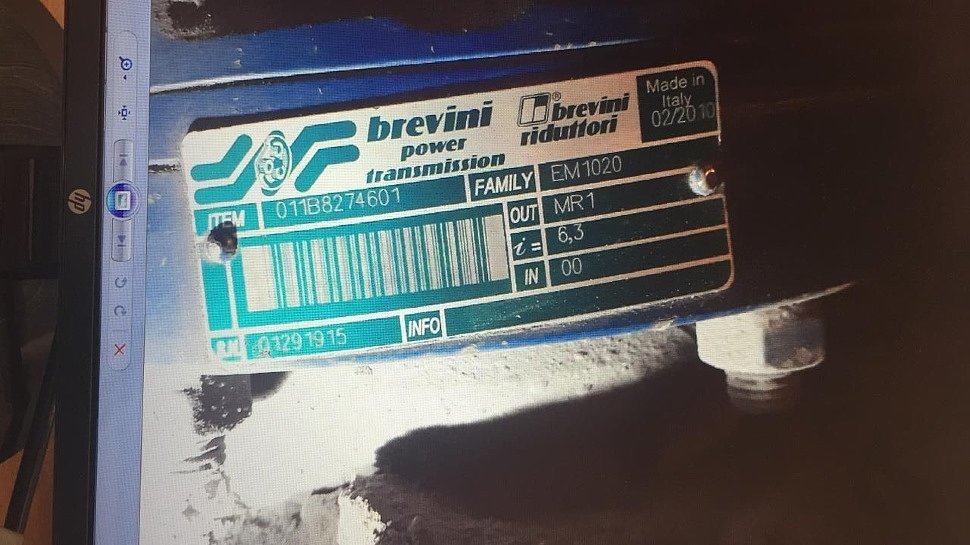 brevini
power
transmission
brevini®
riduttori
Made in
Italy
02/2010
ITEM 011B8274601
FAMILY EM1020
OUT MR1
i = 6,3
IN 00
01291915
INFO
hp